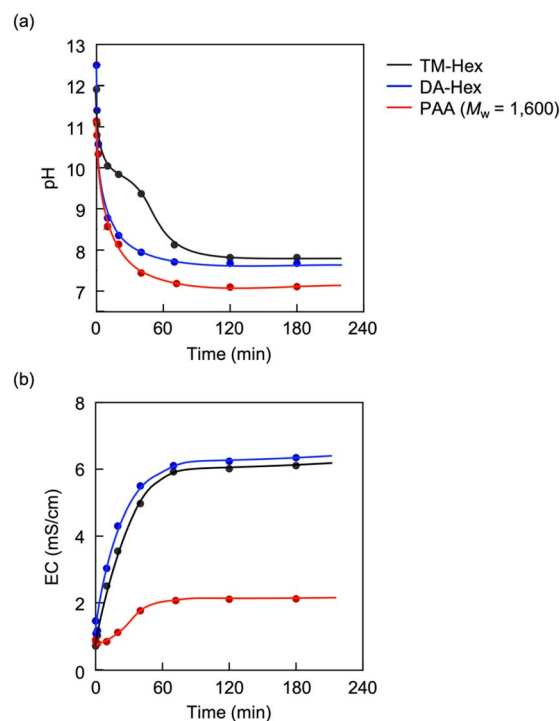 (a)
13
12
11
10
9
8
7
pH
0 60 120 180 240
Time (min)
TM-Hex
DA-Hex
PAA (Mw = 1,600)
(b)
8
6
4
2
0
EC (mS/cm)
0 60 120 180 240
Time (min)